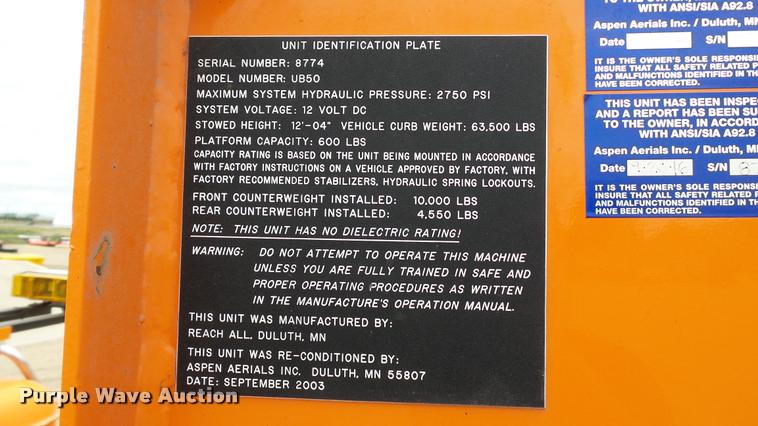 UNIT IDENTIFICATION PLATE
SERIAL NUMBER: 8774
MODEL NUMBER: UB50
MAXIMUM SYSTEM HYDRAULIC PRESSURE: 2750 PSI
SYSTEM VOLTAGE: 12 VOLT DC
STOWED HEIGHT: 12'-04" VEHICLE CURB WEIGHT: 63,500 LBS
PLATFORM CAPACITY: 600 LBS
CAPACITY RATING IS BASED ON THE UNIT BEING MOUNTED IN ACCORDANCE
WITH FACTORY INSTRUCTIONS ON A VEHICLE APPROVED BY FACTORY, WITH
FACTORY RECOMMENDED STABILIZERS, HYDRAULIC SPRING LOCKOUTS.
FRONT COUNTERWEIGHT INSTALLED: 10,000 LBS
REAR COUNTERWEIGHT INSTALLED: 4,550 LBS
NOTE: THIS UNIT HAS NO DIELECTRIC RATING!
WARNING: DO NOT ATTEMPT TO OPERATE THIS MACHINE
UNLESS YOU ARE FULLY TRAINED IN SAFE AND
PROPER OPERATING PROCEDURES AS WRITTEN
IN THE MANUFACTURE'S OPERATION MANUAL.
THIS UNIT WAS MANUFACTURED BY:
REACH ALL, DULUTH, MN
THIS UNIT WAS RE-CONDITIONED BY:
ASPEN AERIALS INC. DULUTH, MN 55807
DATE: SEPTEMBER 2003
TO THE OWNER, IN ACCORD
WITH ANSI/SIA A92.8
Aspen Aerials Inc. / Duluth, MN
Date S/N
IT IS THE OWNER'S SOLE RESPONSI
INSURE THAT ALL SAFETY RELATED P
AND MALFUNCTIONS IDENTIFIED IN TH
HAVE BEEN CORRECTED.
THIS UNIT HAS BEEN INSPE
AND A REPORT HAS BEEN SU
TO THE OWNER, IN ACCORD
WITH ANSI/SIA A92.8
Aspen Aerials Inc. / Duluth, MN
Date S/N
IT IS THE OWNER'S SOLE RESPONS
INSURE THAT ALL SAFETY RELATED
AND MALFUNCTIONS IDENTIFIED IN T
HAVE BEEN CORRECTED.
Purple Wave Auction